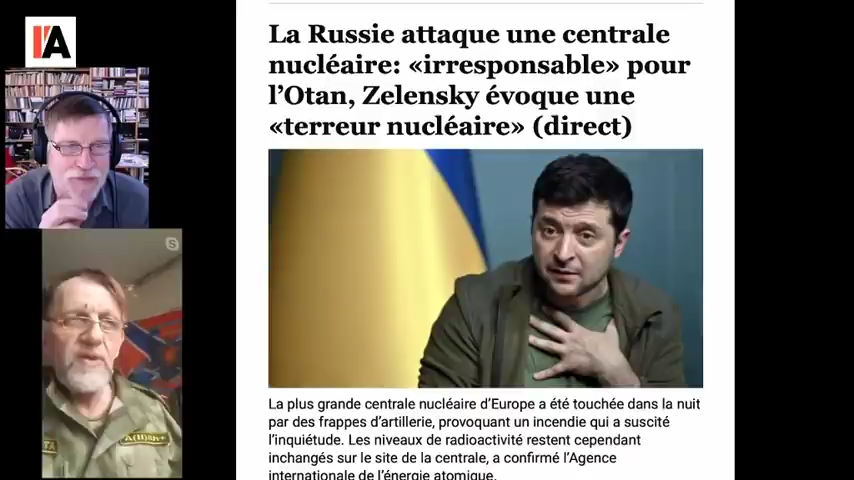 IA
La Russie attaque une centrale
nucléaire: «irresponsable» pour
l’Otan, Zelensky évoque une
«terreur nucléaire» (direct)
La plus grande centrale nucléaire d’Europe a été touchée dans la nuit
par des frappes d’artillerie, provoquant un incendie qui a suscité
l’inquiétude. Les niveaux de radioactivité restent cependant
inchangés sur le site de la centrale, a confirmé l’Agence
internationale de l’énergie atomique.